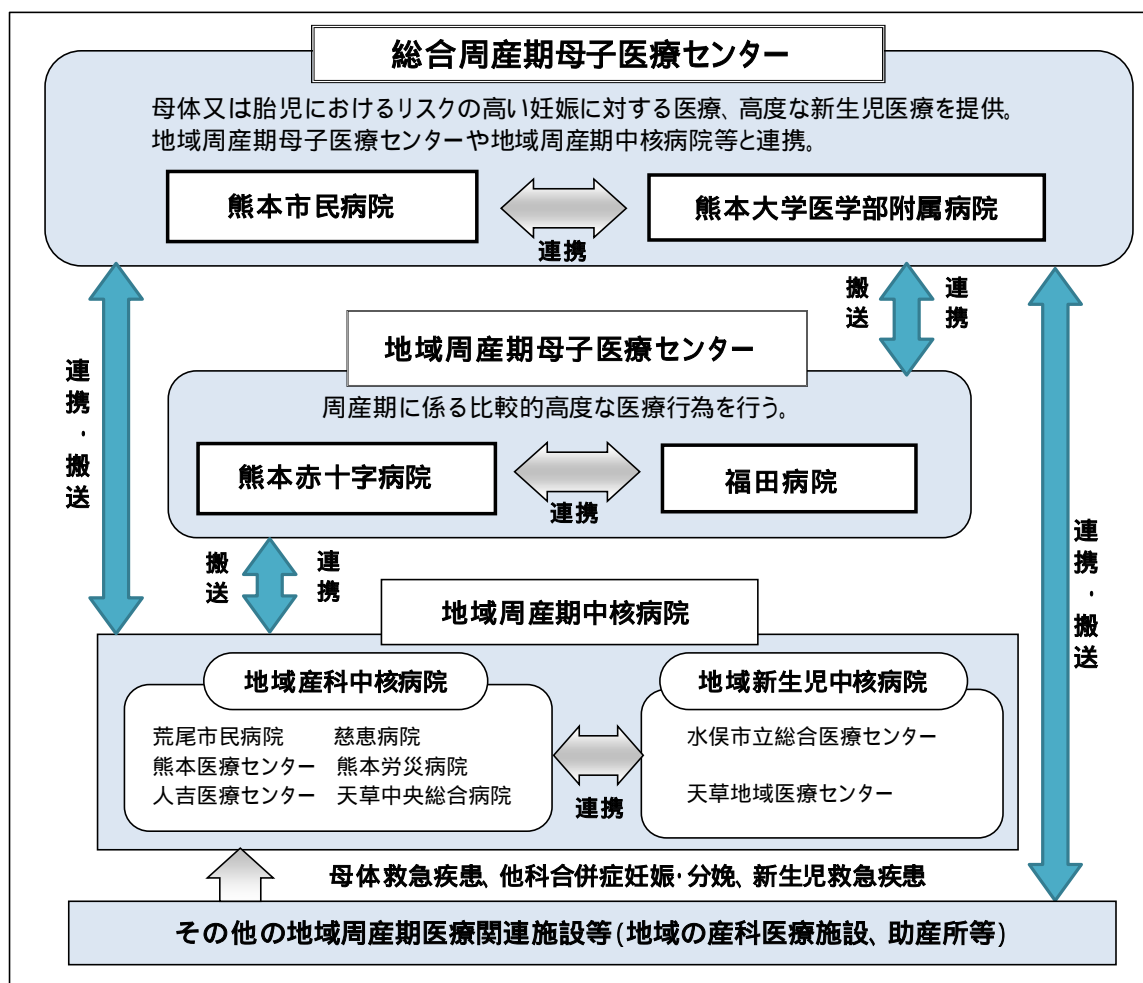 総合周産期母子医療センター
母体又は胎児におけるリスクの高い妊娠に対する医療、高度な新生児医療を提供。
地域周産期母子医療センターや地域周産期中核病院等と連携。
熊本市民病院
連携
熊本大学医学部附属病院
連携・搬送
搬送
連携
地域周産期母子医療センター
周産期に係る比較的高度な医療行為を行う。
熊本赤十字病院
連携
福田病院
搬送
連携
連携・搬送
地域周産期中核病院
地域産科中核病院
荒尾市民病院 慈恵病院
熊本医療センター 熊本労災病院
人吉医療センター 天草中央総合病院
連携
地域新生児中核病院
水俣市立総合医療センター
天草地域医療センター
母体救急疾患、他科合併症妊娠・分娩、新生児救急疾患
その他の地域周産期医療関連施設等(地域の産科医療施設、助産所等)